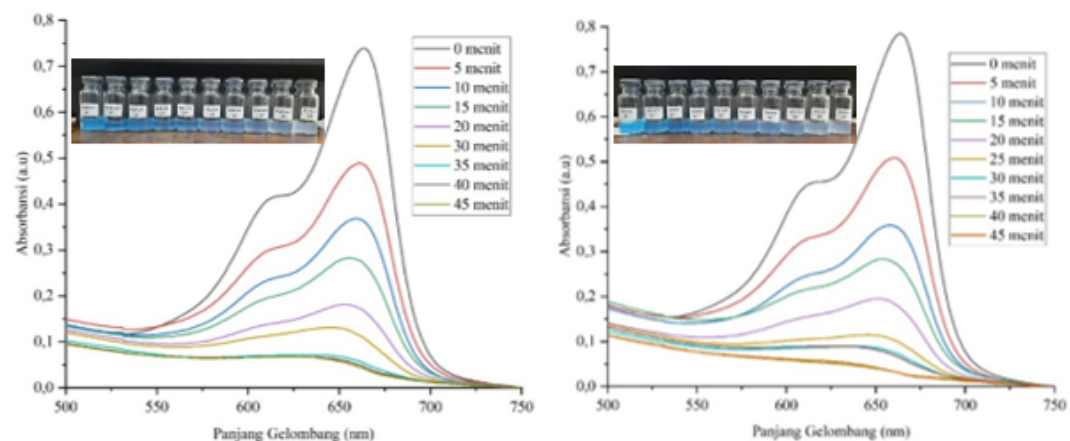 0,8
0,7
0,6
0,5
0,4
0,3
0,2
0,1
0,0
Absorbansi (a.u)
500
550
600
650
700
750
Panjang Gelombang (nm)
0 menit
5 menit
10 menit
15 menit
20 menit
30 menit
35 menit
40 menit
45 menit
0,8
0,7
0,6
0,5
0,4
0,3
0,2
0,1
0,0
Absorbansi (a.u)
500
550
600
650
700
750
Panjang Gelombang (nm)
0 menit
5 menit
10 menit
15 menit
20 menit
25 menit
30 menit
35 menit
40 menit
45 menit